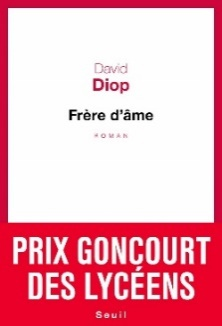 David
Diop
Frère d'âme
ROMAN
PRIX GONCOURT
DES LYCÉENS
Seuil